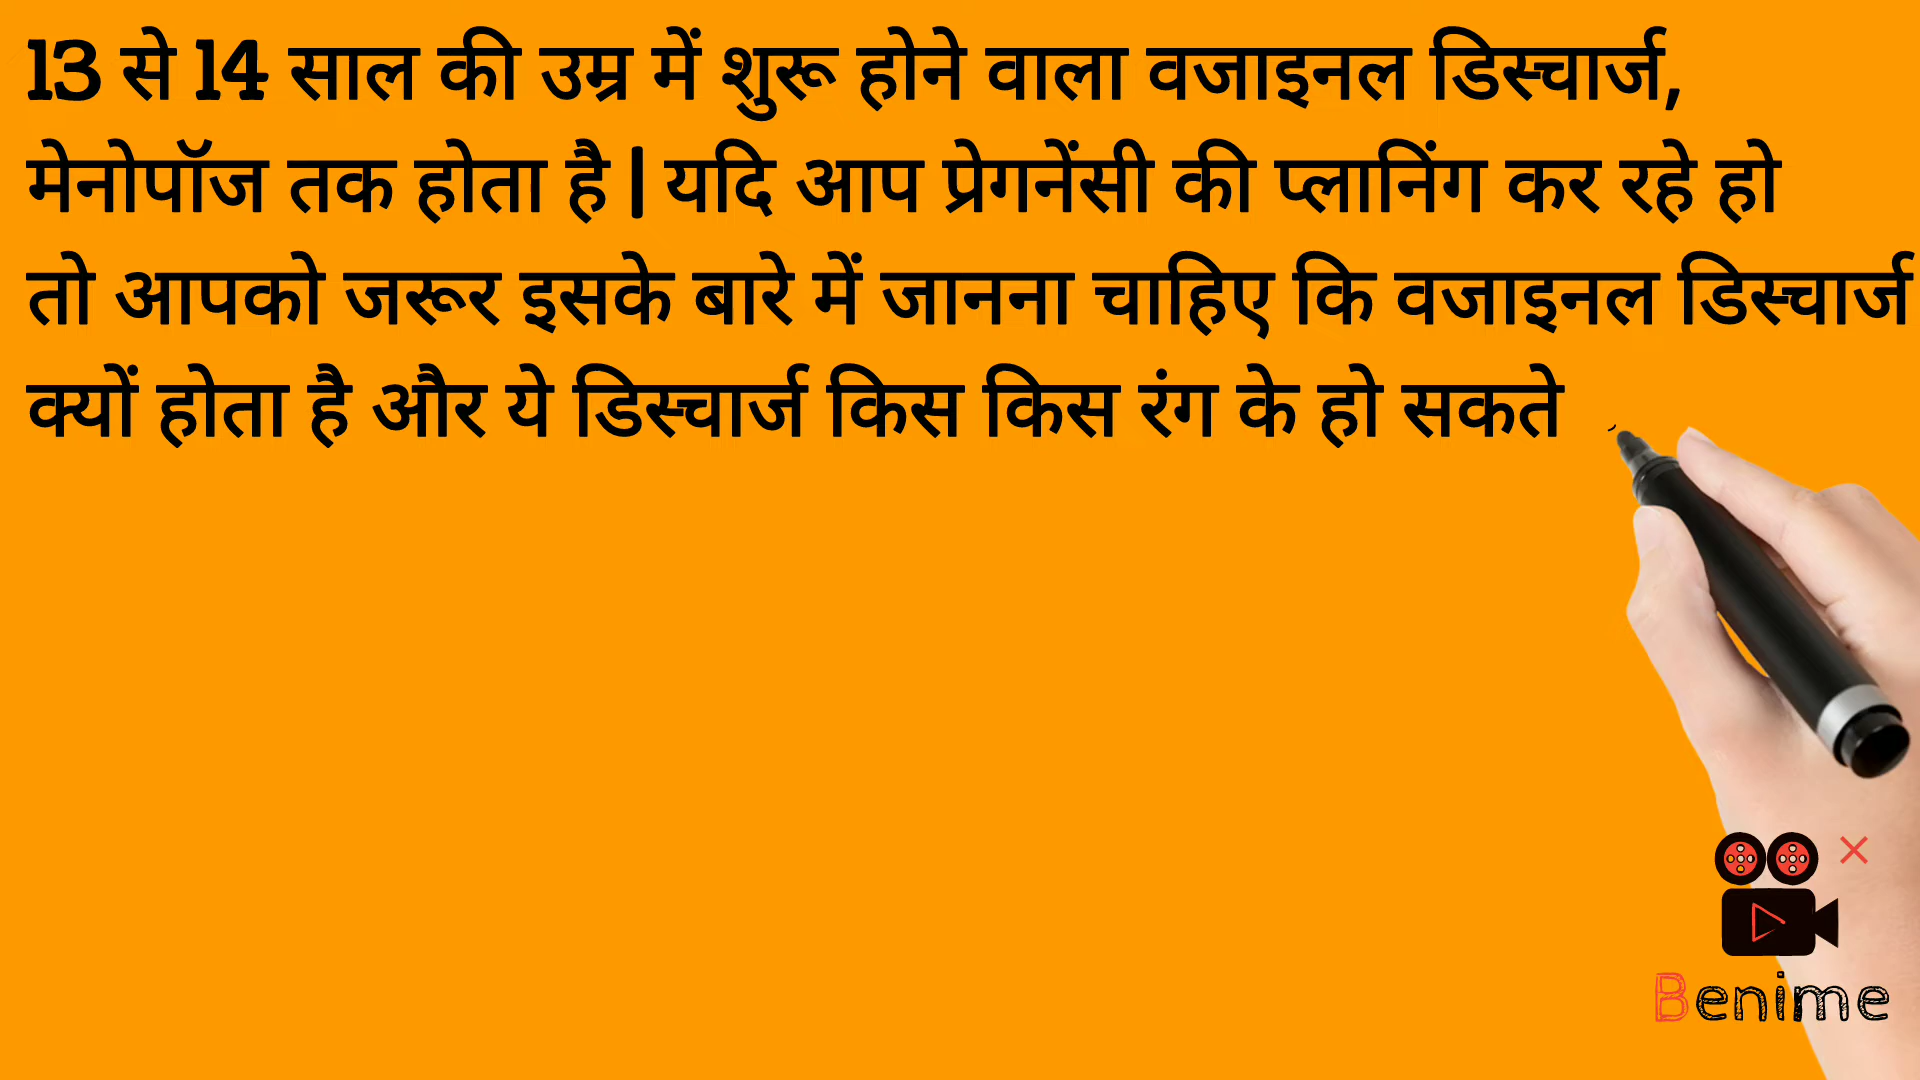 13 से 14 साल की उम्र में शुरू होने वाला वजाइनल डिस्चार्ज,
मेनोपॉज तक होता है | यदि आप प्रेगनेंसी की प्लानिंग कर रहे हो
तो आपको जरूर इसके बारे में जानना चाहिए कि वजाइनल डिस्चार्ज
क्यों होता है और ये डिस्चार्ज किस किस रंग के हो सकते
Benime